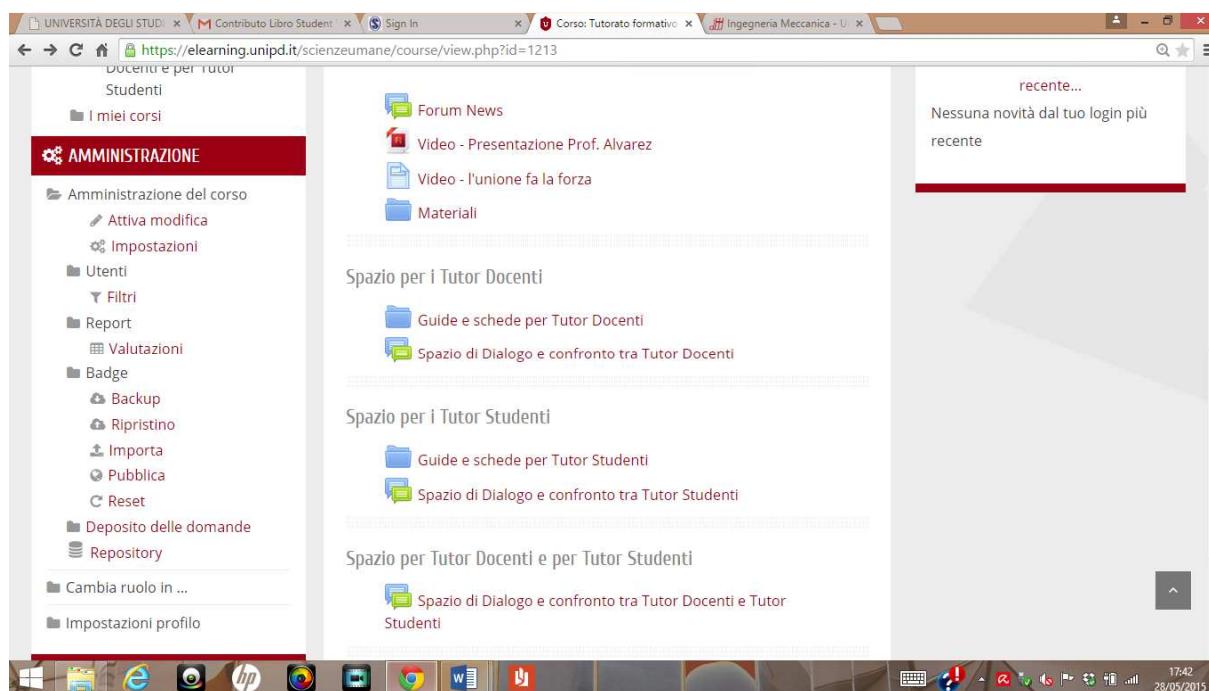 UNIVERSITÀ DEGLI STUDI
Contributo Libro Student
Sign In
Corso: Tutorato formativo
Ingegneria Meccanica - U
https://elearning.unipd.it/scienzeumane/course/view.php?id=1213
Docenti e per Tutor
Studenti
I miei corsi
AMMINISTRAZIONE
Amministrazione del corso
Attiva modifica
Impostazioni
Utenti
Filtri
Report
Valutazioni
Badge
Backup
Ripristino
Importa
Pubblica
Reset
Deposito delle domande
Repository
Cambia ruolo in ...
Impostazioni profilo
Forum News
Video - Presentazione Prof. Alvarez
Video - l'unione fa la forza
Materiali
Spazio per i Tutor Docenti
Guide e schede per Tutor Docenti
Spazio di Dialogo e confronto tra Tutor Docenti
Spazio per i Tutor Studenti
Guide e schede per Tutor Studenti
Spazio di Dialogo e confronto tra Tutor Studenti
Spazio per Tutor Docenti e per Tutor Studenti
Spazio di Dialogo e confronto tra Tutor Docenti e Tutor
Studenti
recente...
Nessuna novità dal tuo login più
recente
hp
17:42
28/05/2015